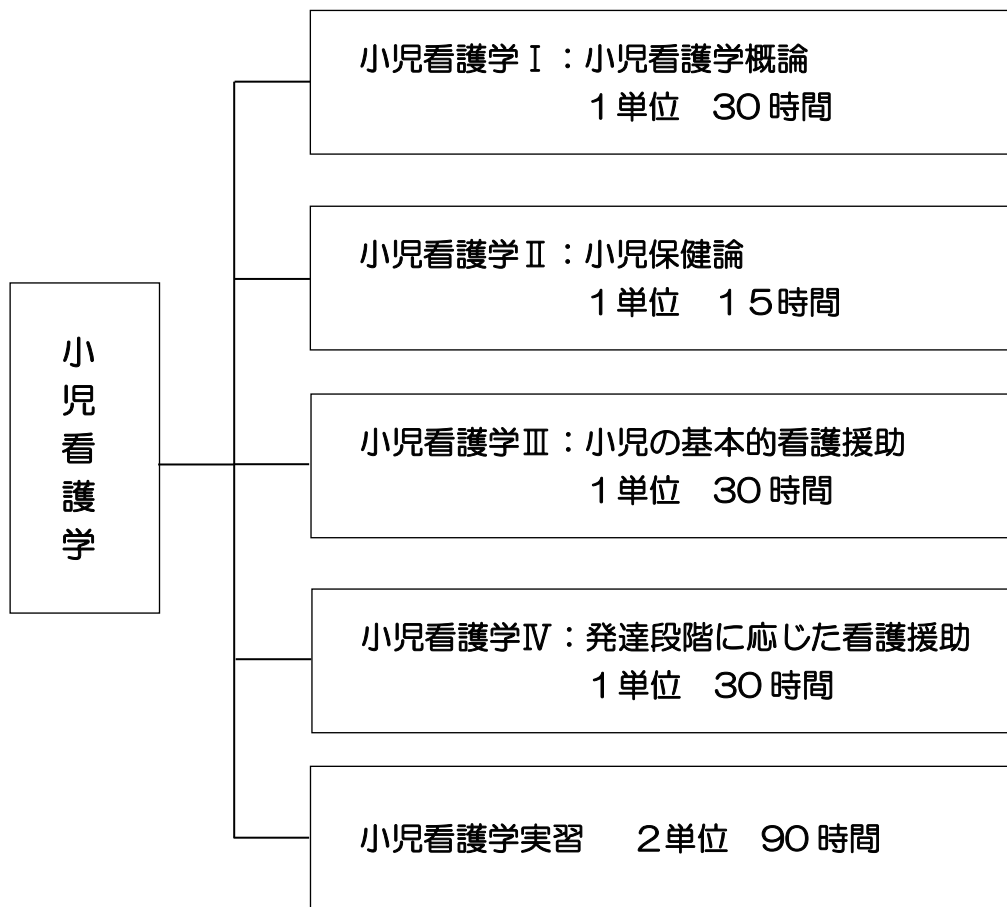 小児看護学
小児看護学Ⅰ：小児看護学概論
１単位　30時間
小児看護学Ⅱ：小児保健論
１単位　１５時間
小児看護学Ⅲ：小児の基本的看護援助
１単位　30時間
小児看護学Ⅳ：発達段階に応じた看護援助
１単位　30時間
小児看護学実習　２単位　90時間